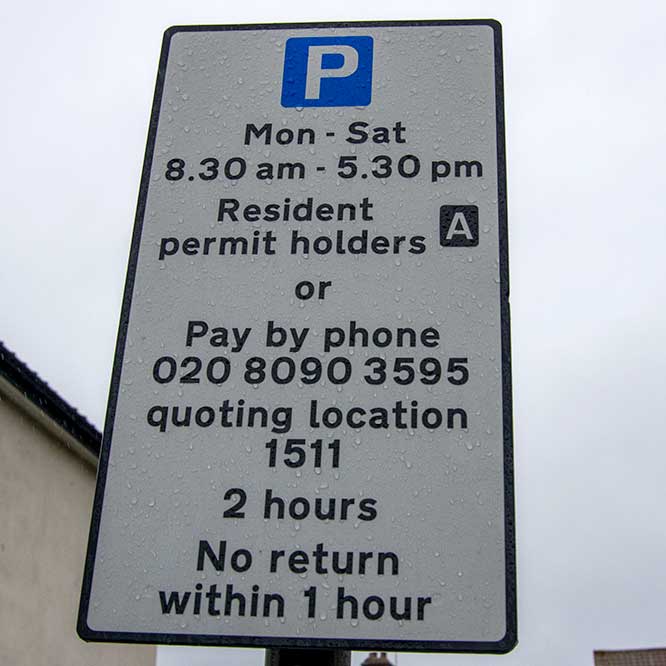 P
Mon - Sat
8.30 am - 5.30 pm
Resident
permit holders A
or
Pay by phone
020 8090 3595
quoting location
1511
2 hours
No return
within 1 hour